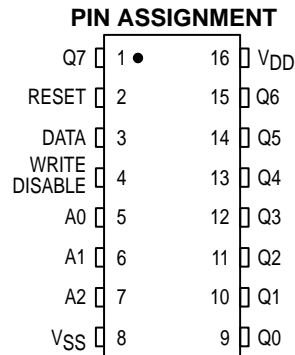 PIN ASSIGNMENT
Q7 1 16 VDD
RESET 2 15 Q6
DATA 3 14 Q5
WRITE
DISABLE 4 13 Q4
A0 5 12 Q3
A1 6 11 Q2
A2 7 10 Q1
VSS 8 9 Q0